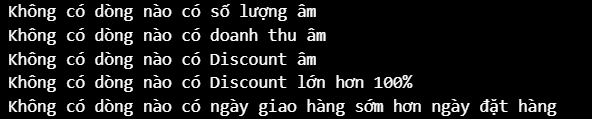 Không có dòng nào có số lượng âm
Không có dòng nào có doanh thu âm
Không có dòng nào có Discount âm
Không có dòng nào có Discount lớn hơn 100%
Không có dòng nào có ngày giao hàng sớm hơn ngày đặt hàng